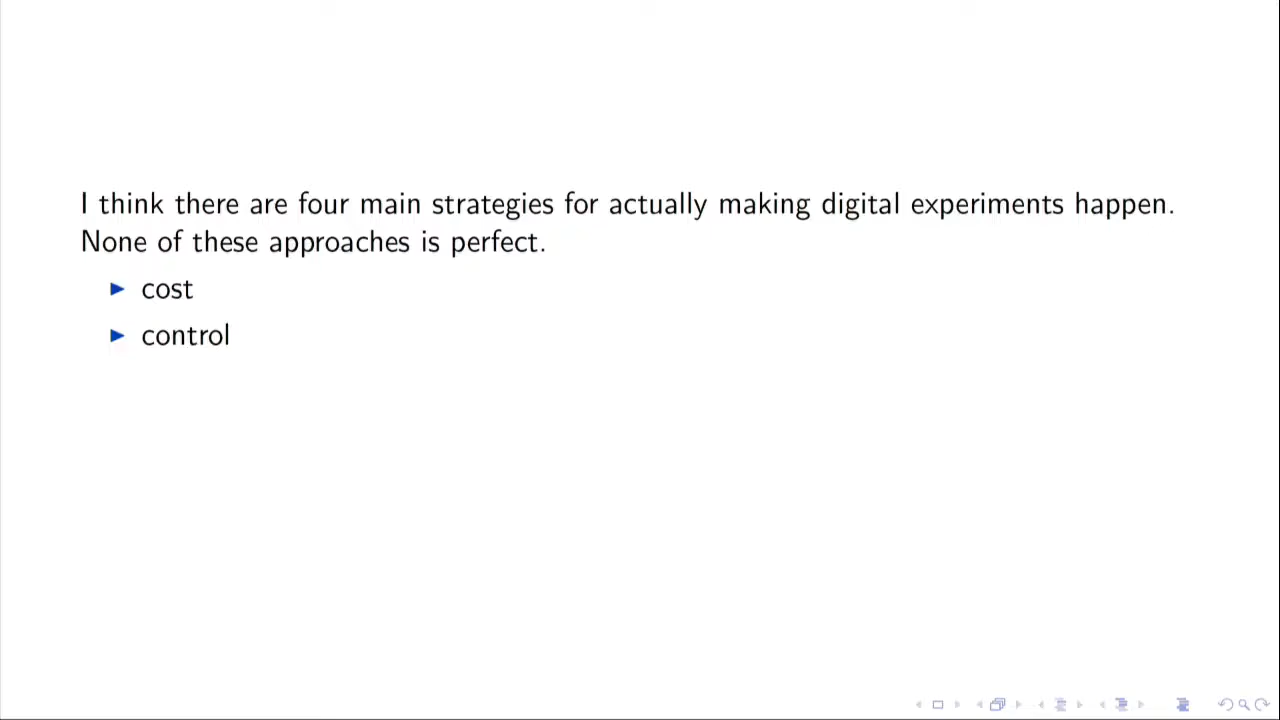 I think there are four main strategies for actually making digital experiments happen.
None of these approaches is perfect.
cost
control